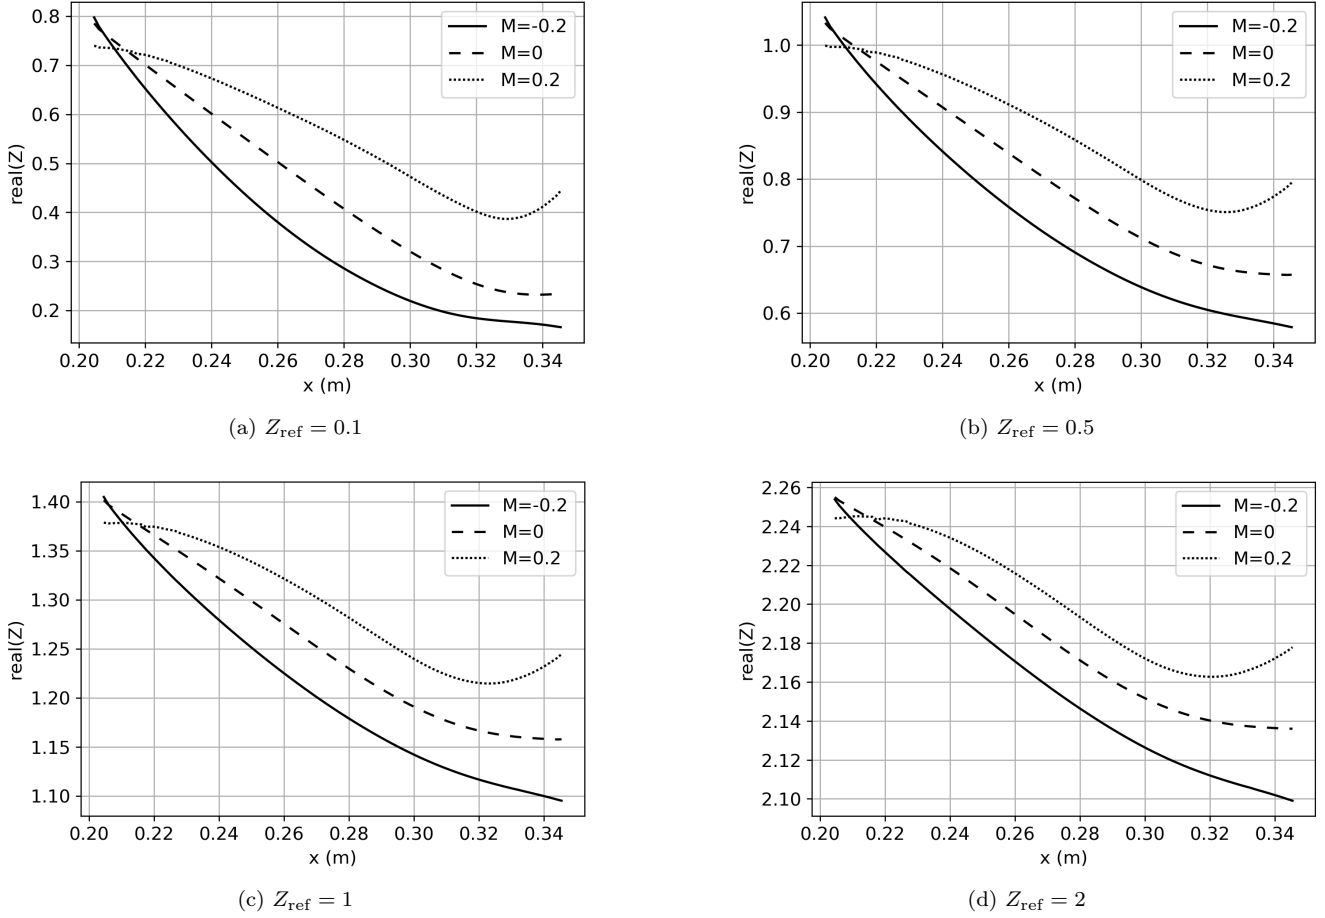 0.8
0.7
0.6
0.5
0.4
0.3
0.2
real(Z)
0.20 0.22 0.24 0.26 0.28 0.30 0.32 0.34
x (m)
M=-0.2
M=0
M=0.2
(a) Z_ref = 0.1
1.0
0.9
0.8
0.7
0.6
real(Z)
0.20 0.22 0.24 0.26 0.28 0.30 0.32 0.34
x (m)
M=-0.2
M=0
M=0.2
(b) Z_ref = 0.5
1.40
1.35
1.30
1.25
1.20
1.15
1.10
real(Z)
0.20 0.22 0.24 0.26 0.28 0.30 0.32 0.34
x (m)
M=-0.2
M=0
M=0.2
(c) Z_ref = 1
2.26
2.24
2.22
2.20
2.18
2.16
2.14
2.12
2.10
real(Z)
0.20 0.22 0.24 0.26 0.28 0.30 0.32 0.34
x (m)
M=-0.2
M=0
M=0.2
(d) Z_ref = 2